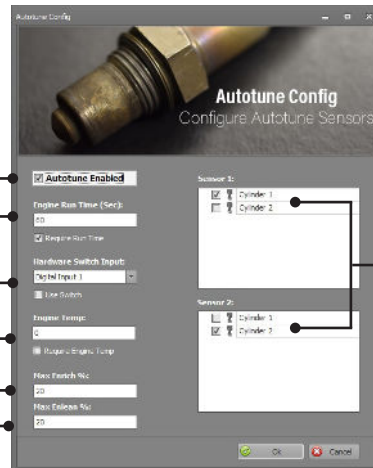 Autotune Config
Autotune Config
Configure Autotune Sensors
Autotune Enabled
Engine Run Time (Sec):
60
Require Run Time
Hardware Switch Input:
Digital Input 1
Use Switch
Engine Temp:
0
Require Engine Temp
Max Enrich %:
20
Max Enlean %:
20
Sensor 1:
Cylinder 1
Cylinder 2
Sensor 2:
Cylinder 1
Cylinder 2
Ok
Cancel